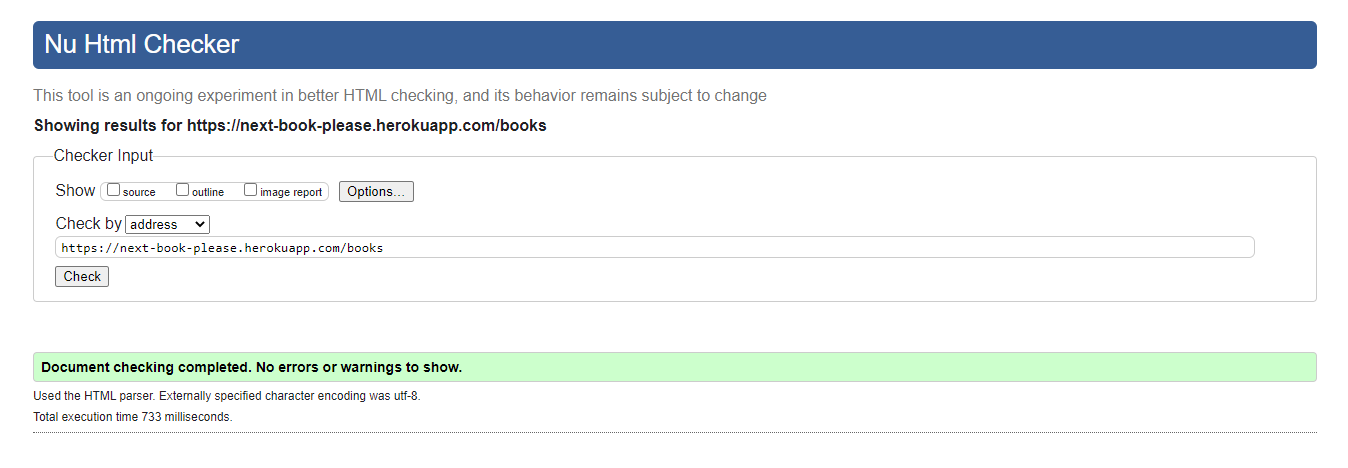 Nu Html Checker
This tool is an ongoing experiment in better HTML checking, and its behavior remains subject to change
Showing results for https://next-book-please.herokuapp.com/books
Checker Input
Show source outline image report Options...
Check by address
https://next-book-please.herokuapp.com/books
Check
Document checking completed. No errors or warnings to show.
Used the HTML parser. Externally specified character encoding was utf-8.
Total execution time 733 milliseconds.